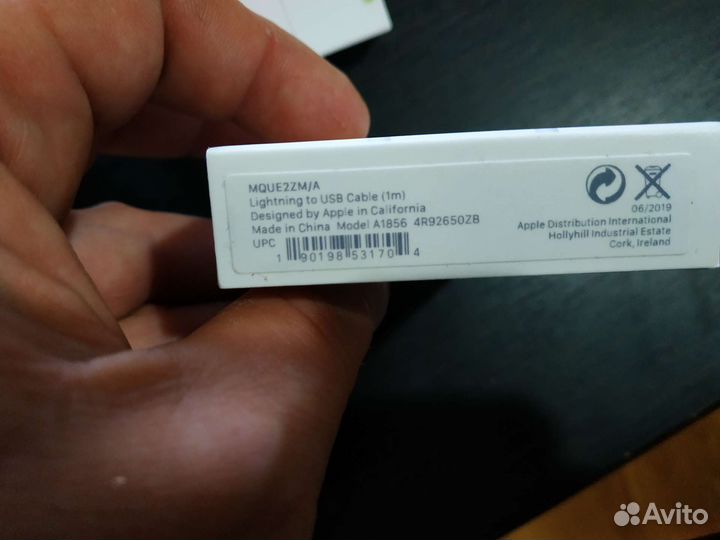 MQUE2ZM/A
Lightning to USB Cable (1m)
Designed by Apple in California
Made in China Model A1856 4R92650ZB
UPC
1 90198 53170 4
06/2019
Apple Distribution International
Hollyhill Industrial Estate
Cork, Ireland
Avito